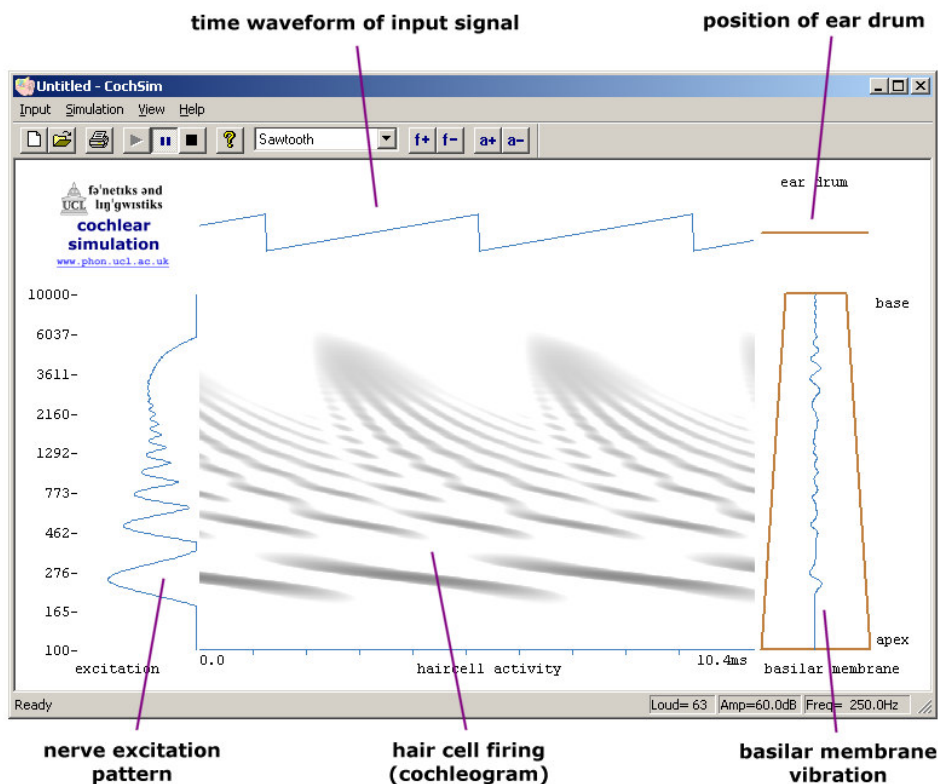 time waveform of input signal
position of ear drum
Untitled - CochSim
Input Simulation View Help
Sawtooth f+ f- a+ a-
fəˈnetɪks ənd
UCL lɪŋˈgwɪstɪks
cochlear
simulation
www.phon.ucl.ac.uk
ear drum
10000-
6037-
3611-
2160-
1292-
773-
462-
276-
165-
100-
base
apex
0.0
10.4ms
excitation
haircell activity
basilar membrane
Ready
Loud= 63 Amp=60.0dB Freq= 250.0Hz
nerve excitation
pattern
hair cell firing
(cochleogram)
basilar membrane
vibration